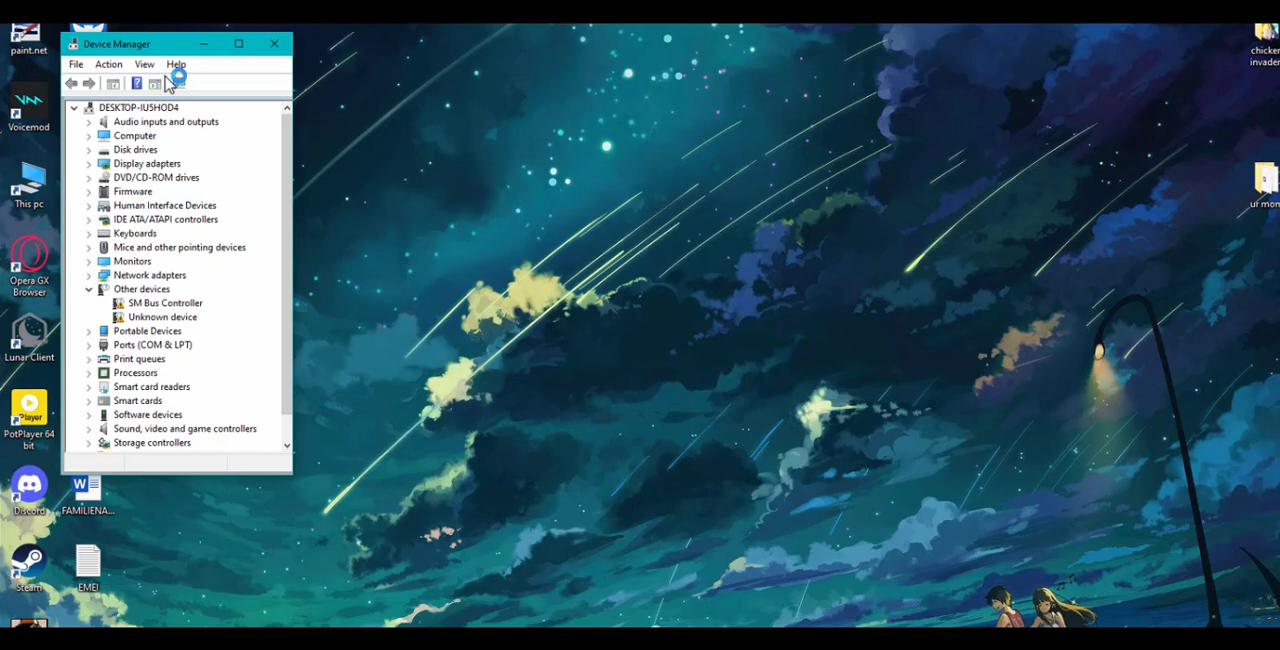 paint.net
Voicemod
This pc
Opera GX
Browser
Lunar Client
PotPlayer 64
bit
Discord
Steam
Device Manager
File Action View Help
DESKTOP-IU5HOD4
Audio inputs and outputs
Computer
Disk drives
Display adapters
DVD/CD-ROM drives
Firmware
Human Interface Devices
IDE ATA/ATAPI controllers
Keyboards
Mice and other pointing devices
Monitors
Network adapters
Other devices
SM Bus Controller
Unknown device
Portable Devices
Ports (COM & LPT)
Print queues
Processors
Smart card readers
Smart cards
Software devices
Sound, video and game controllers
Storage controllers
FAMILIENA...
EMEI
chicken
invader
ur mom